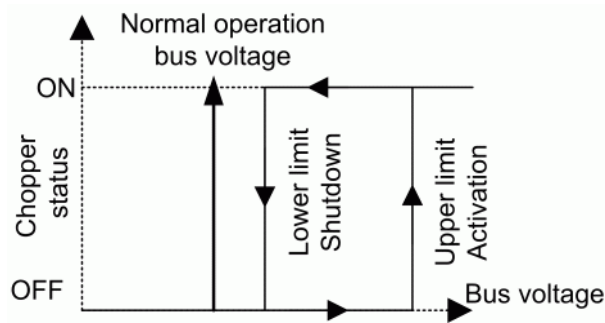 Normal operation
bus voltage
ON
Chopper
status
Lower limit
Shutdown
Upper limit
Activation
OFF
Bus voltage